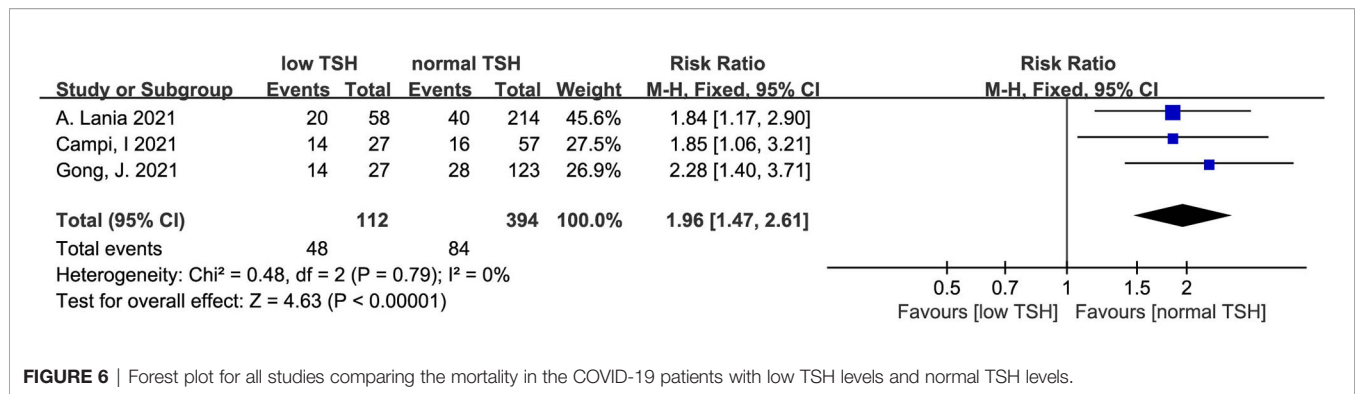 low TSH normal TSH Risk Ratio Risk Ratio
Study or Subgroup Events Total Events Total Weight M-H, Fixed, 95% CI M-H, Fixed, 95% CI
A. Lania 2021 20 58 40 214 45.6% 1.84 [1.17, 2.90]
Campi, I 2021 14 27 16 57 27.5% 1.85 [1.06, 3.21]
Gong, J. 2021 14 27 28 123 26.9% 2.28 [1.40, 3.71]
Total (95% CI) 112 394 100.0% 1.96 [1.47, 2.61]
Total events 48 84
Heterogeneity: Chi² = 0.48, df = 2 (P = 0.79); I² = 0%
Test for overall effect: Z = 4.63 (P < 0.00001)
0.5 0.7 1 1.5 2
Favours [low TSH] Favours [normal TSH]
FIGURE 6 | Forest plot for all studies comparing the mortality in the COVID-19 patients with low TSH levels and normal TSH levels.